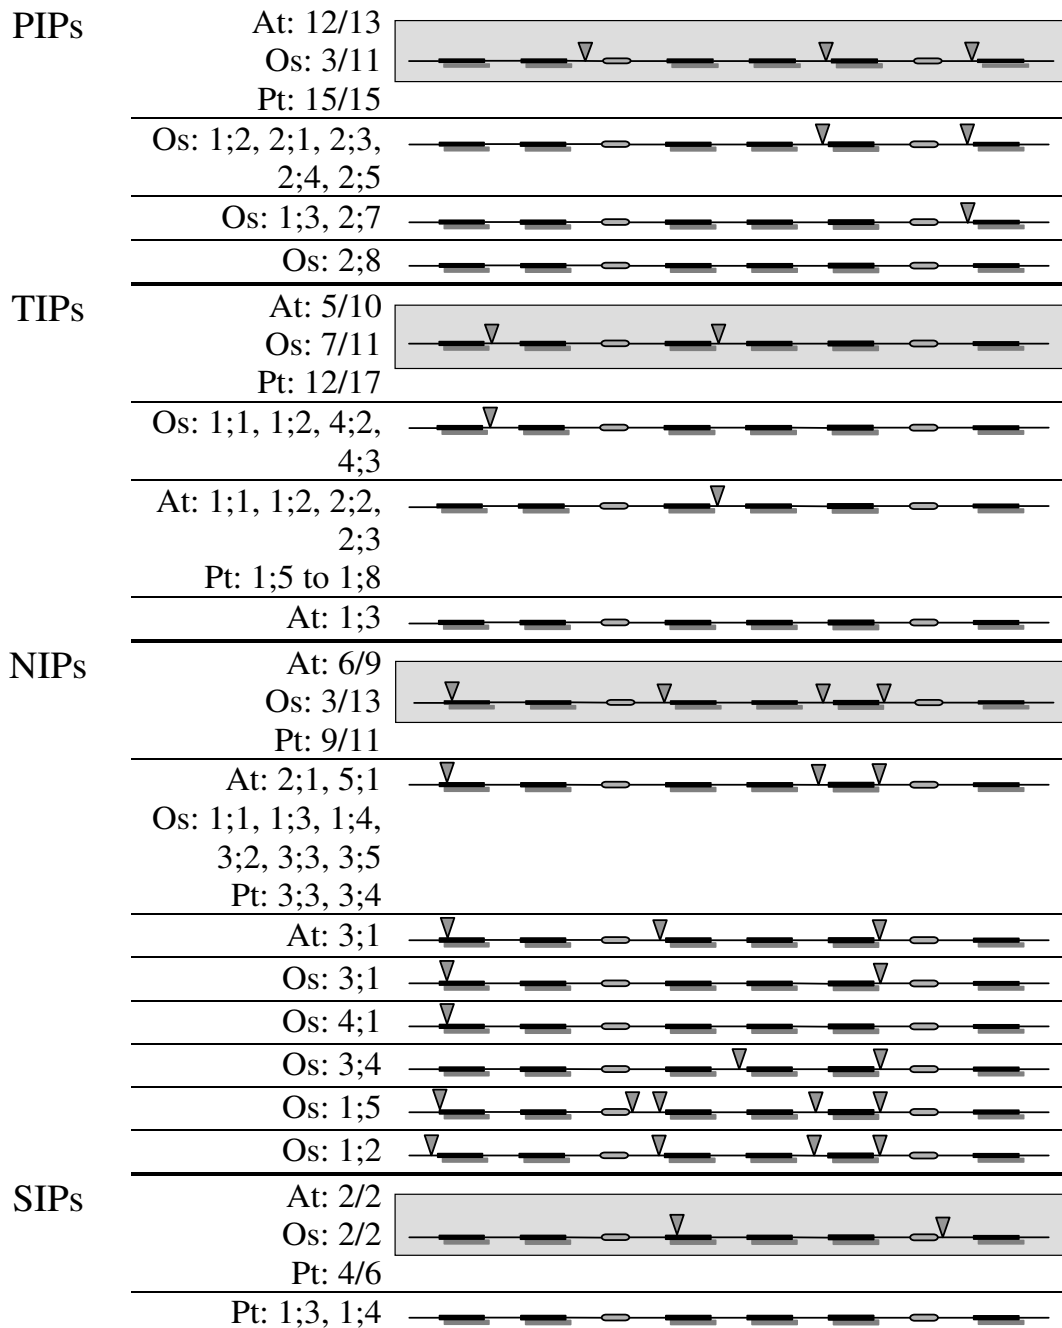 PIPs
At: 12/13
Os: 3/11
Pt: 15/15
Os: 1;2, 2;1, 2;3,
2;4, 2;5
Os: 1;3, 2;7
Os: 2;8
TIPs
At: 5/10
Os: 7/11
Pt: 12/17
Os: 1;1, 1;2, 4;2,
4;3
At: 1;1, 1;2, 2;2,
2;3
Pt: 1;5 to 1;8
At: 1;3
NIPs
At: 6/9
Os: 3/13
Pt: 9/11
At: 2;1, 5;1
Os: 1;1, 1;3, 1;4,
3;2, 3;3, 3;5
Pt: 3;3, 3;4
At: 3;1
Os: 3;1
Os: 4;1
Os: 3;4
Os: 1;5
Os: 1;2
SIPs
At: 2/2
Os: 2/2
Pt: 4/6
Pt: 1;3, 1;4